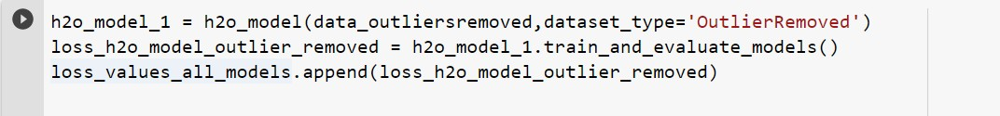 h2o_model_1 = h2o_model(data_outliersremoved,dataset_type='OutlierRemoved')
loss_h2o_model_outlier_removed = h2o_model_1.train_and_evaluate_models()
loss_values_all_models.append(loss_h2o_model_outlier_removed)